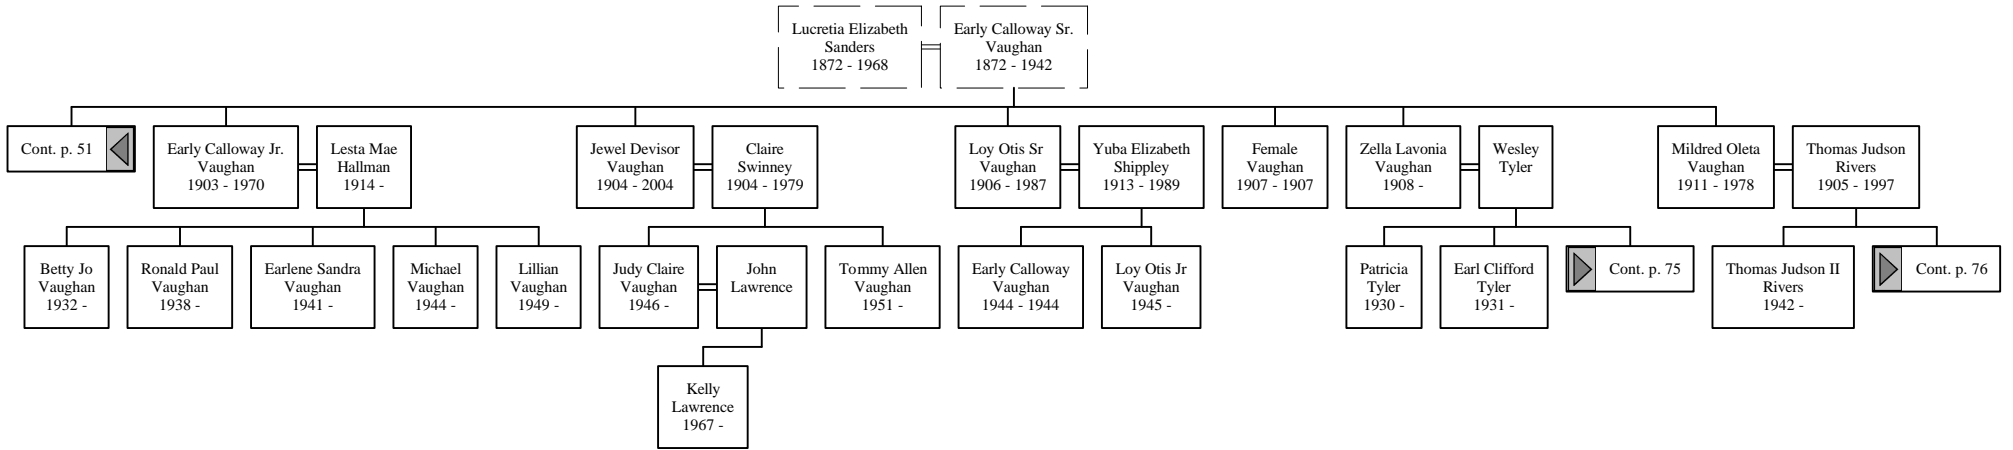 Lucretia Elizabeth
Sanders
1872 - 1968
Early Calloway Sr.
Vaughan
1872 - 1942
Cont. p. 51
Early Calloway Jr.
Vaughan
1903 - 1970
Lesta Mae
Hallman
1914 -
Jewel Devisor
Vaughan
1904 - 2004
Claire
Swinney
1904 - 1979
Loy Otis Sr
Vaughan
1906 - 1987
Yuba Elizabeth
Shippley
1913 - 1989
Female
Vaughan
1907 - 1907
Zella Lavonia
Vaughan
1908 -
Wesley
Tyler
Mildred Oleta
Vaughan
1911 - 1978
Thomas Judson
Rivers
1905 - 1997
Betty Jo
Vaughan
1932 -
Ronald Paul
Vaughan
1938 -
Earlene Sandra
Vaughan
1941 -
Michael
Vaughan
1944 -
Lillian
Vaughan
1949 -
Judy Claire
Vaughan
1946 -
John
Lawrence
Tommy Allen
Vaughan
1951 -
Early Calloway
Vaughan
1944 - 1944
Loy Otis Jr
Vaughan
1945 -
Patricia
Tyler
1930 -
Earl Clifford
Tyler
1931 -
Cont. p. 75
Thomas Judson II
Rivers
1942 -
Cont. p. 76
Kelly
Lawrence
1967 -